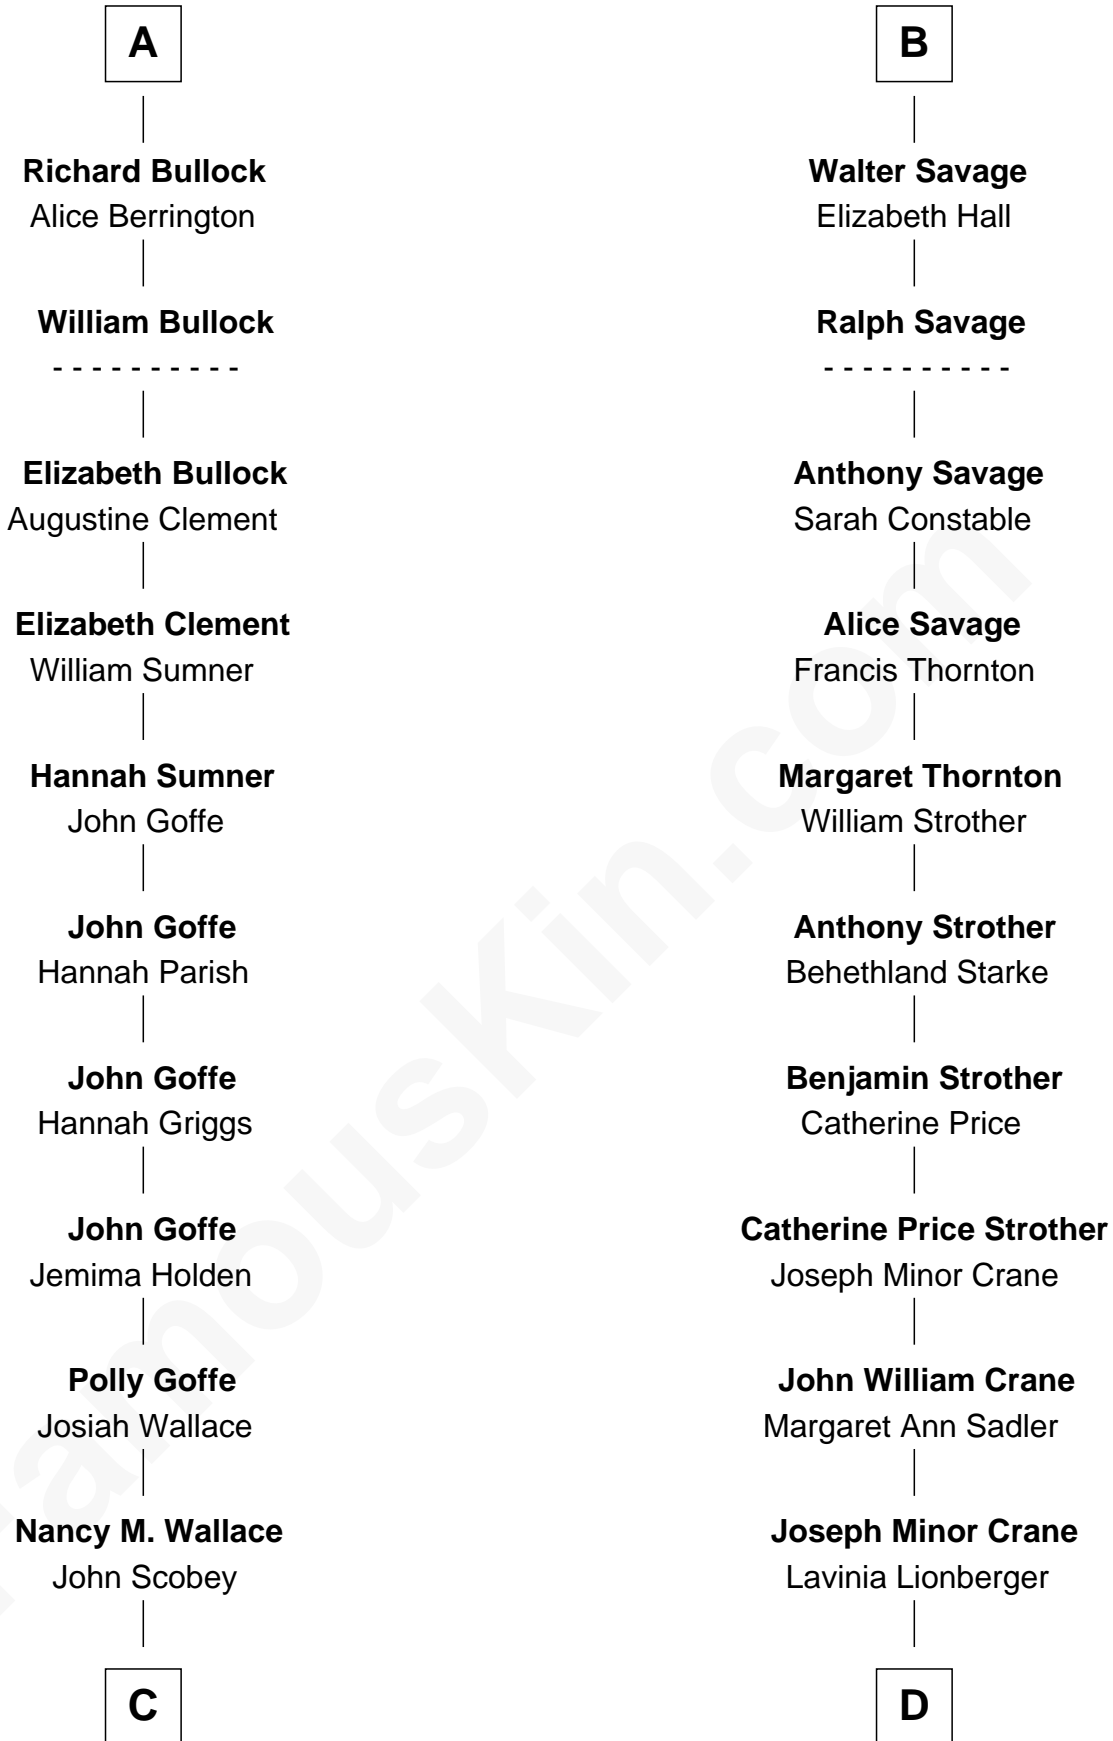 A
Richard Bullock
Alice Berrington
William Bullock
- - - - - - - - - -
Elizabeth Bullock
Augustine Clement
Elizabeth Clement
William Sumner
Hannah Sumner
John Goffe
John Goffe
Hannah Parish
John Goffe
Hannah Griggs
John Goffe
Jemima Holden
Polly Goffe
Josiah Wallace
Nancy M. Wallace
John Scobey
C
B
Walter Savage
Elizabeth Hall
Ralph Savage
- - - - - - - - - -
Anthony Savage
Sarah Constable
Alice Savage
Francis Thornton
Margaret Thornton
William Strother
Anthony Strother
Behethland Starke
Benjamin Strother
Catherine Price
Catherine Price Strother
Joseph Minor Crane
John William Crane
Margaret Ann Sadler
Joseph Minor Crane
Lavinia Lionberger
D
FamousKin.com